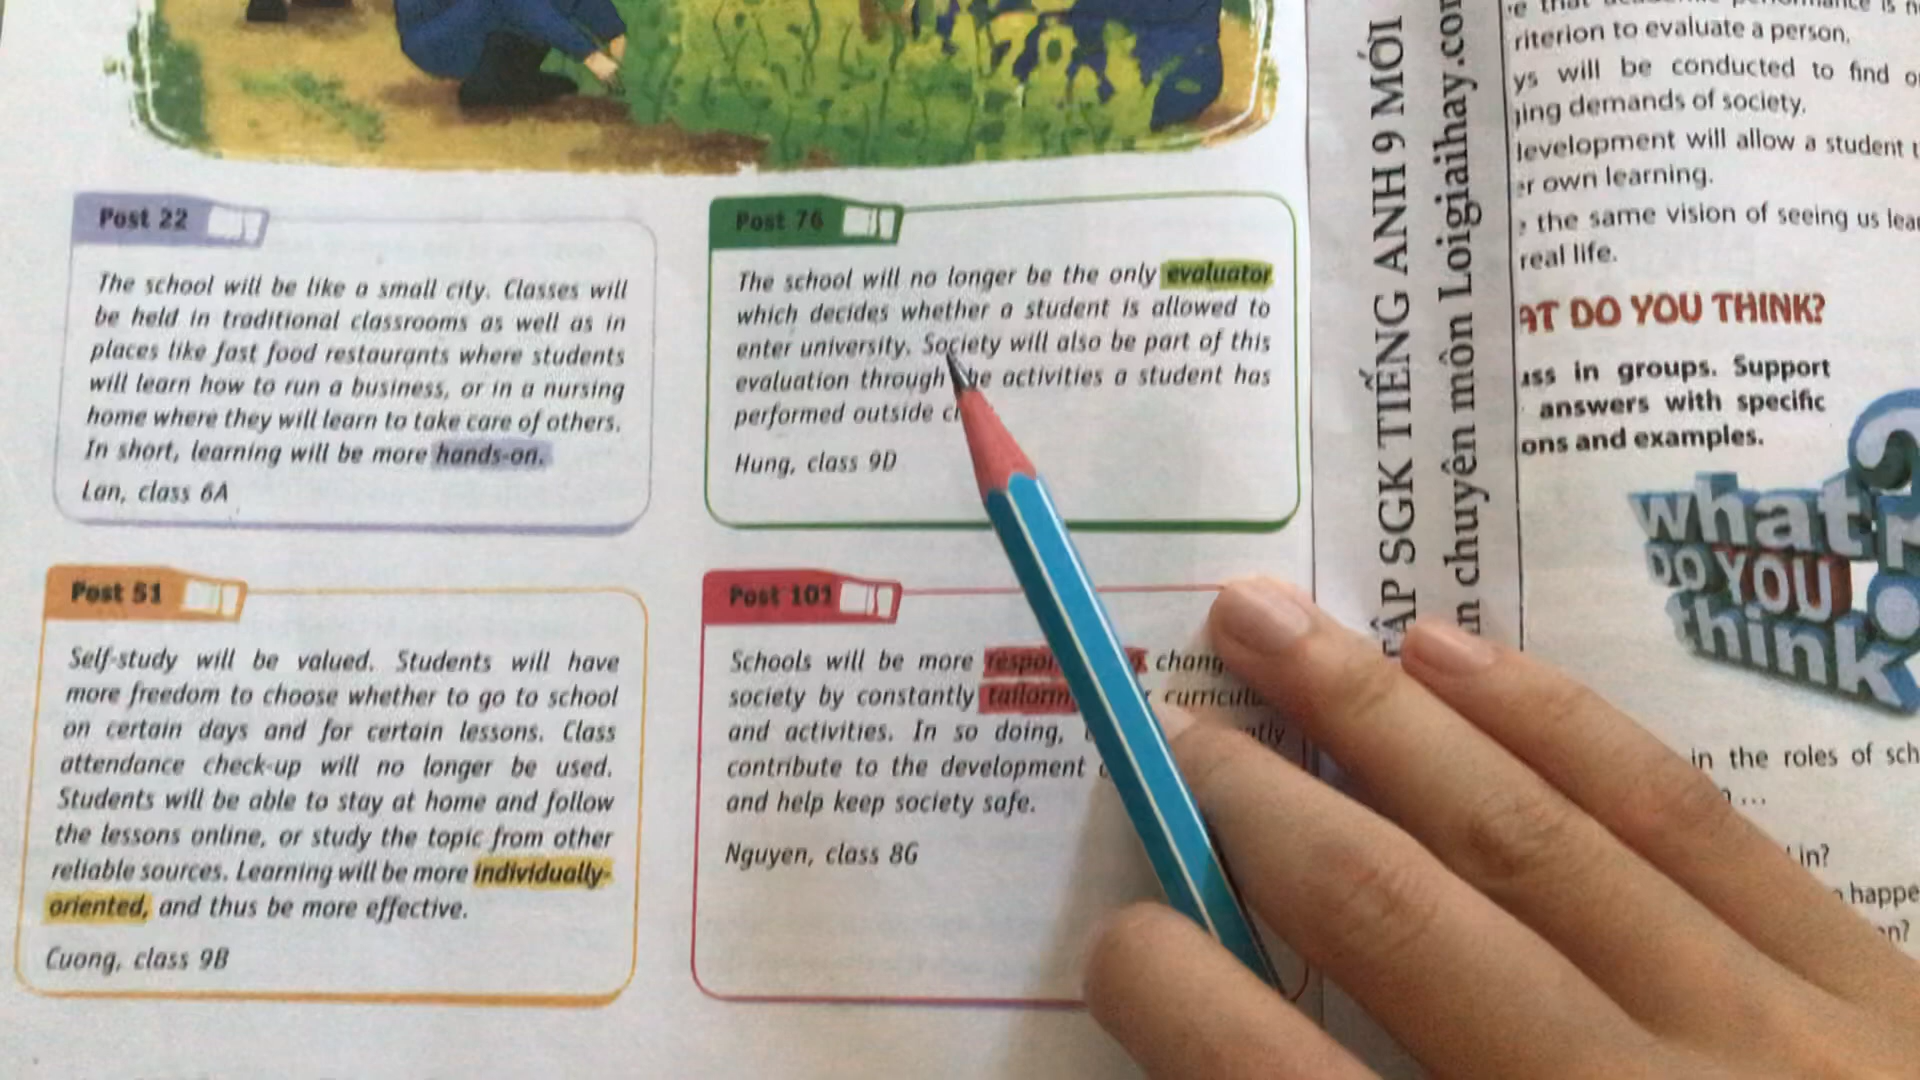 Post 22
The school will be like a small city. Classes will
be held in traditional classrooms as well as in
places like fast food restaurants where students
will learn how to run a business, or in a nursing
home where they will learn to take care of others.
In short, learning will be more hands-on.
Lan, class 6A
Post 76
The school will no longer be the only evaluator
which decides whether a student is allowed to
enter university. Society will also be part of this
evaluation through activities a student has
performed outside
Hung, class 9D
Post 51
Self-study will be valued. Students will have
more freedom to choose whether to go to school
on certain days and for certain lessons. Class
attendance check-up will no longer be used.
Students will be able to stay at home and follow
the lessons online, or study the topic from other
reliable sources. Learning will be more individually-
oriented, and thus be more effective.
Cuong, class 9B
Post 101
Schools will be more
society by constantly
and activities. In so doing,
contribute to the development
and help keep society safe.
Nguyen, class 8G
TẬP SGK TIẾNG ANH 9 MỚI
chuyên môn Loigiaihay.com
to evaluate a person.
will be conducted to find
demands of society.
will allow a student
own learning.
the same vision of seeing us
real life.
DO YOU THINK?
in groups. Support
answers with specific
and examples.
what
DO YOU
think
?
in the roles of
...
in?